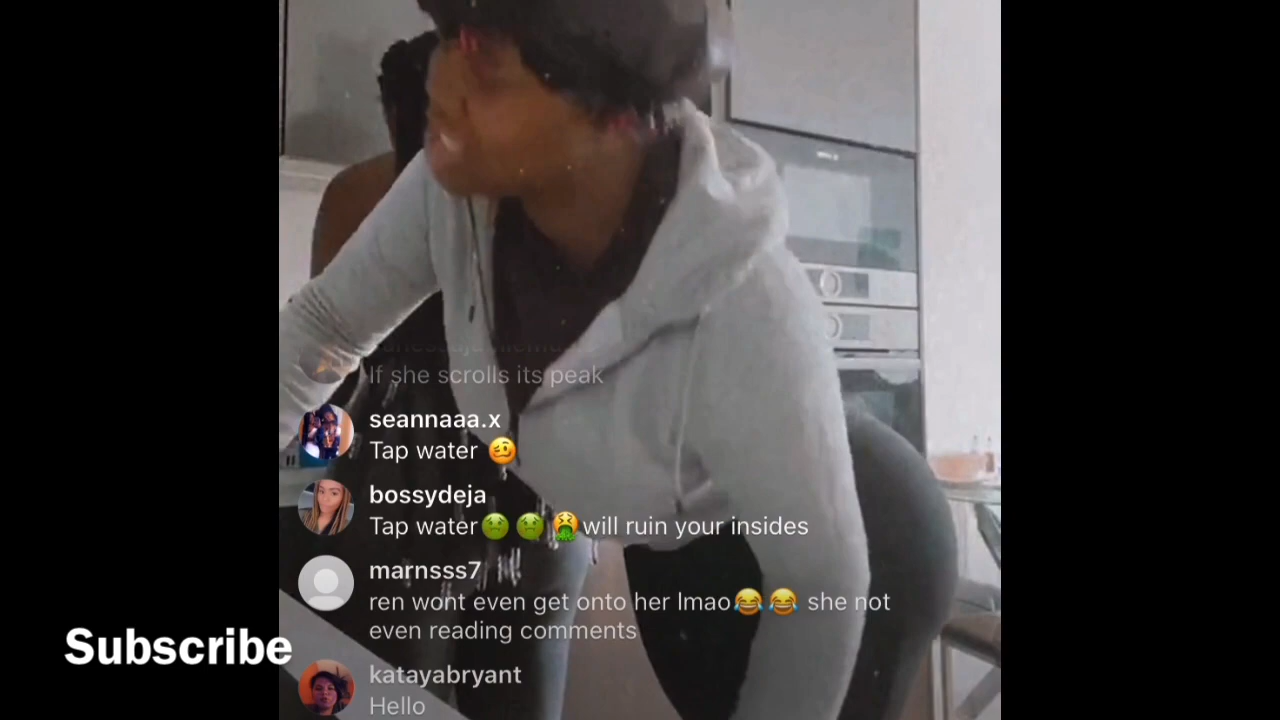 If she scrolls its peak
seannaaa.x
Tap water 🥴
bossydeja
Tap water🤢 🤢 🤮will ruin your insides
marnsss7
ren wont even get onto her lmao😂😂 she not
even reading comments
Subscribe
katayabryant
Hello